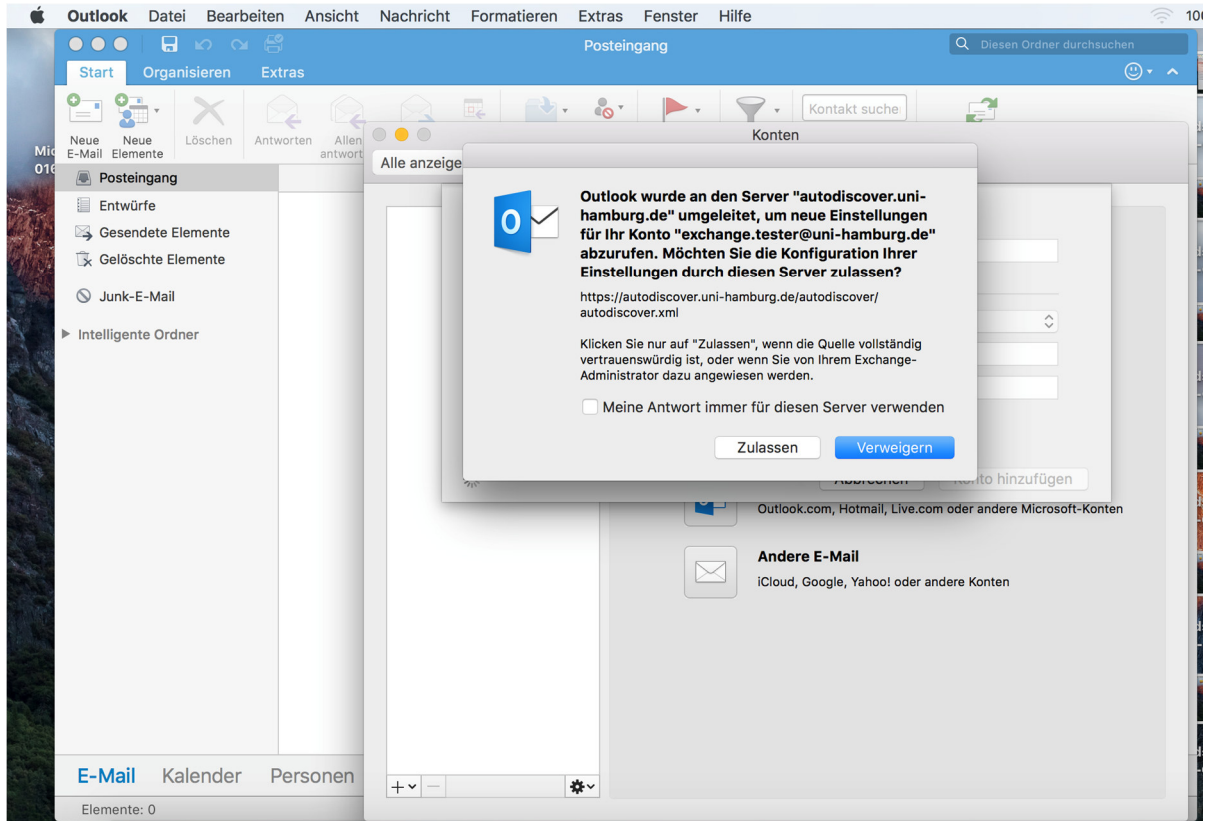 Outlook Datei Bearbeiten Ansicht Nachricht Formatieren Extras Fenster Hilfe
Posteingang
Diesen Ordner durchsuchen
Start Organisieren Extras
Neue E-Mail
Neue Elemente
Löschen
Antworten
Allen
antwort
Kontakt suche
Konten
Alle anzeige
Posteingang
Entwürfe
Gesendete Elemente
Gelöschte Elemente
Junk-E-Mail
Intelligente Ordner
Outlook wurde an den Server "autodiscover.uni-
hamburg.de" umgeleitet, um neue Einstellungen
für Ihr Konto "exchange.tester@uni-hamburg.de"
abzurufen. Möchten Sie die Konfiguration Ihrer
Einstellungen durch diesen Server zulassen?
https://autodiscover.uni-hamburg.de/autodiscover/
autodiscover.xml
Klicken Sie nur auf "Zulassen", wenn die Quelle vollständig
vertrauenswürdig ist, oder wenn Sie von Ihrem Exchange-
Administrator dazu angewiesen werden.
Meine Antwort immer für diesen Server verwenden
Zulassen Verweigern
Abbrechen hinzufügen
Outlook.com, Hotmail, Live.com oder andere Microsoft-Konten
Andere E-Mail
iCloud, Google, Yahoo! oder andere Konten
E-Mail Kalender Personen
Elemente: 0